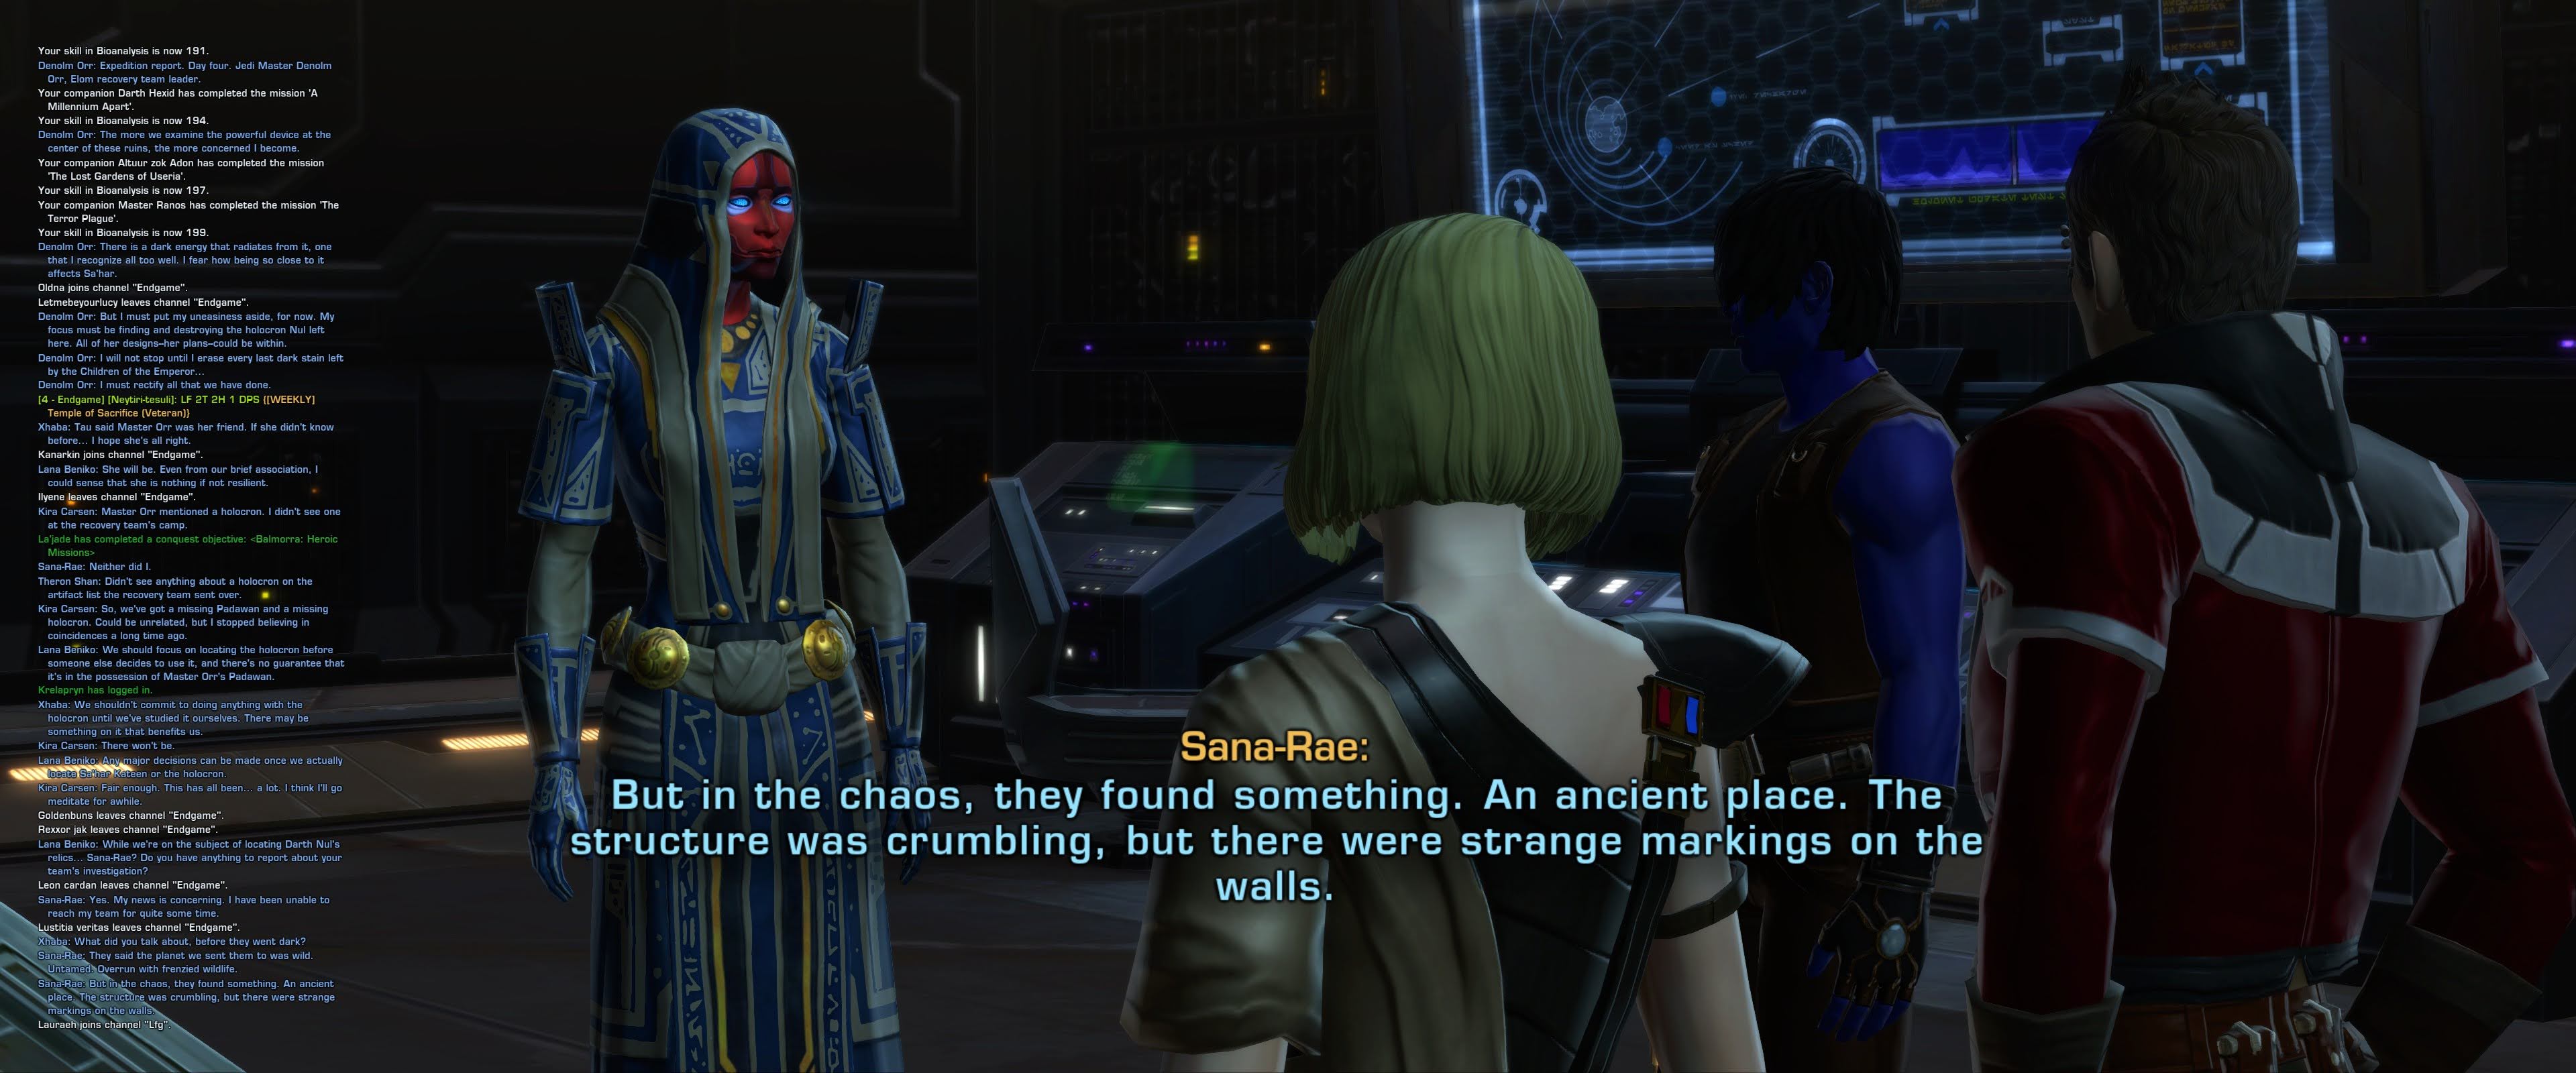 Your skill in Bioanalysis is now 191.
Denolm Orr: Expedition report. Day four. Jedi Master Denolm
Orr, Elom recovery team leader.
Your companion Darth Hexid has completed the mission 'A
Millennium Apart'.
Your skill in Bioanalysis is now 194.
Denolm Orr: The more we examine the powerful device at the
center of these ruins, the more concerned I become.
Your companion Altuur zok Adon has completed the mission
'The Lost Gardens of Useria'.
Your skill in Bioanalysis is now 197.
Your companion Master Ranos has completed the mission 'The
Terror Plague'.
Your skill in Bioanalysis is now 199.
Denolm Orr: There is a dark energy that radiates from it, one
that I recognize all too well. I fear how being so close to it
affects Sa'har.
Oldna joins channel "Endgame".
Letmebeyourlucy leaves channel "Endgame".
Denolm Orr: But I must put my uneasiness aside, for now. My
focus must be finding and destroying the holocron Nul left
here. All of her designs—her plans—could be within.
Denolm Orr: I will not stop until I erase every last dark stain left
by the Children of the Emperor...
Denolm Orr: I must rectify all that we have done.
[4 - Endgame] [Neytiri-tesuli]: LF 2T 2H 1 DPS {[WEEKLY]
Temple of Sacrifice (Veteran)}
Xhaba: Tau said Master Orr was her friend. If she didn't know
before... I hope she's all right.
Kanarkin joins channel "Endgame".
Lana Beniko: She will be. Even from our brief association, I
could sense that she is nothing if not resilient.
Ilyene leaves channel "Endgame".
Kira Carsen: Master Orr mentioned a holocron. I didn't see one
at the recovery team's camp.
La'jade has completed a conquest objective: <Balmorra: Heroic
Missions>
Sana-Rae: Neither did I.
Theron Shan: Didn't see anything about a holocron on the
artifact list the recovery team sent over.
Kira Carsen: So, we've got a missing Padawan and a missing
holocron. Could be unrelated, but I stopped believing in
coincidences a long time ago.
Lana Beniko: We should focus on locating the holocron before
someone else decides to use it, and there's no guarantee that
it's in the possession of Master Orr's Padawan.
Krelapryn has logged in.
Xhaba: We shouldn't commit to doing anything with the
holocron until we've studied it ourselves. There may be
something on it that benefits us.
Kira Carsen: There won't be.
Lana Beniko: Any major decisions can be made once we actually
locate Sa'har Kateen or the holocron.
Kira Carsen: Fair enough. This has all been... a lot. I think I'll go
meditate for awhile.
Goldenbuns leaves channel "Endgame".
Rexxor jak leaves channel "Endgame".
Lana Beniko: While we're on the subject of locating Darth Nul's
relics... Sana-Rae? Do you have anything to report about your
team's investigation?
Leon cardan leaves channel "Endgame".
Sana-Rae: Yes. My news is concerning. I have been unable to
reach my team for quite some time.
Lustitia veritas leaves channel "Endgame".
Xhaba: What did you talk about, before they went dark?
Sana-Rae: They said the planet we sent them to was wild.
Untamed. Overrun with frenzied wildlife.
Sana-Rae: But in the chaos, they found something. An ancient
place. The structure was crumbling, but there were strange
markings on the walls.
Lauraeh joins channel "Lfg".
Sana-Rae:
But in the chaos, they found something. An ancient place. The
structure was crumbling, but there were strange markings on the
walls.